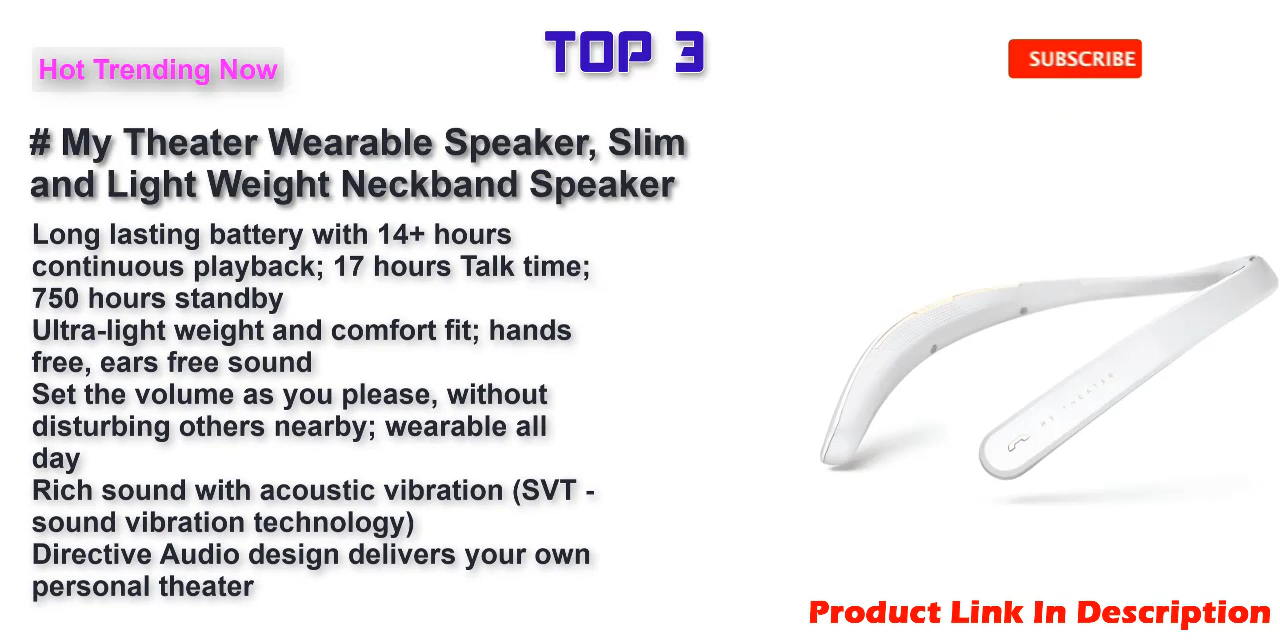 Hot Trending Now
TOP 3
SUBSCRIBE
# My Theater Wearable Speaker, Slim
and Light Weight Neckband Speaker
Long lasting battery with 14+ hours
continuous playback; 17 hours Talk time;
750 hours standby
Ultra-light weight and comfort fit; hands
free, ears free sound
Set the volume as you please, without
disturbing others nearby; wearable all
day
Rich sound with acoustic vibration (SVT -
sound vibration technology)
Directive Audio design delivers your own
personal theater
THEATER
Product Link In Description